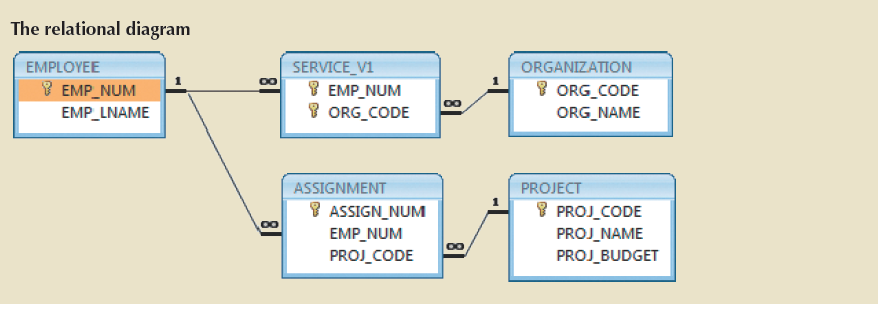 The relational diagram
EMPLOYEE
EMP_NUM
EMP_LNAME
1
∞
SERVICE_V1
EMP_NUM
ORG_CODE
∞
1
ORGANIZATION
ORG_CODE
ORG_NAME
∞
ASSIGNMENT
ASSIGN_NUM
EMP_NUM
PROJ_CODE
∞
1
PROJECT
PROJ_CODE
PROJ_NAME
PROJ_BUDGET